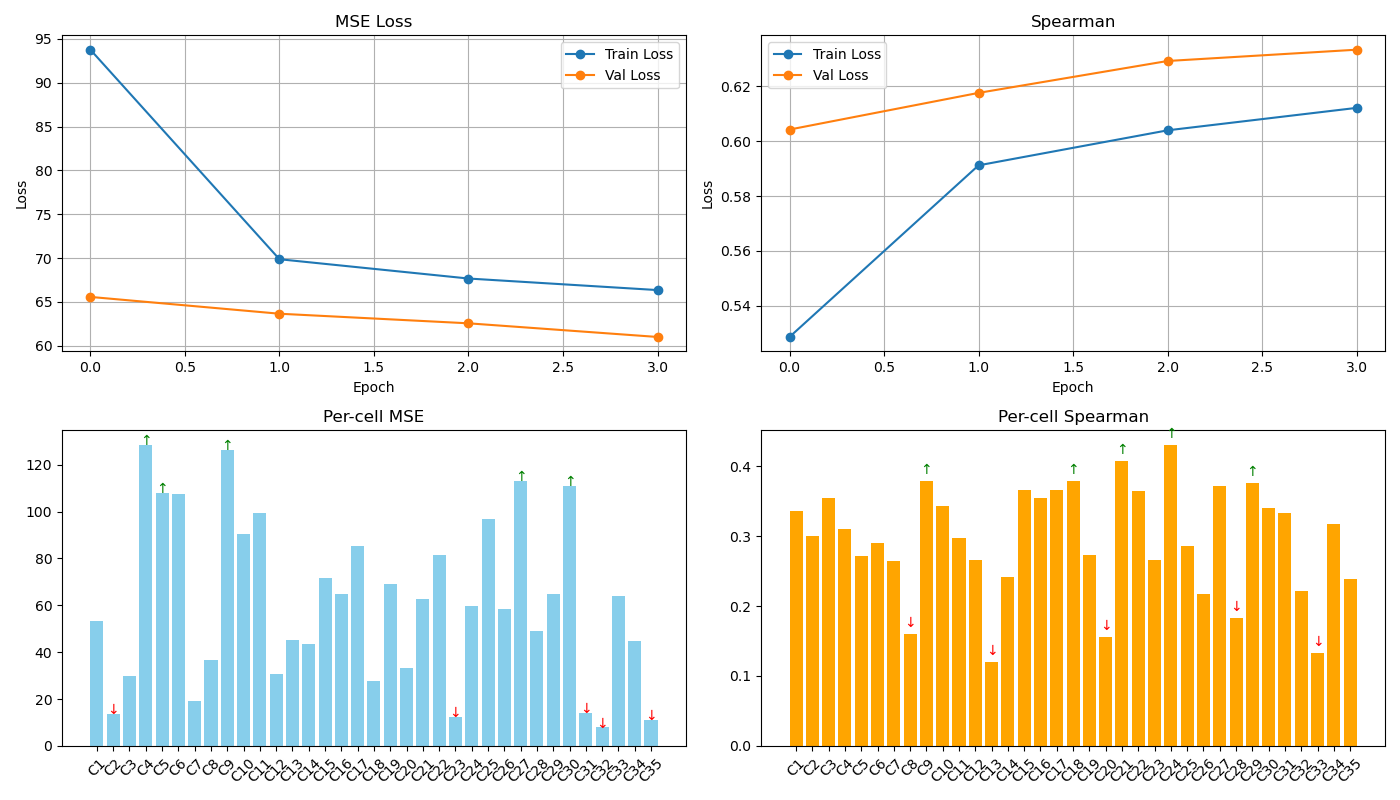 MSE Loss
95
90
85
80
75
70
65
60
Loss
Train Loss
Val Loss
0.0 0.5 1.0 1.5 2.0 2.5 3.0
Epoch
Spearman
0.62
0.60
0.58
0.56
0.54
Loss
Train Loss
Val Loss
0.0 0.5 1.0 1.5 2.0 2.5 3.0
Epoch
Per-cell MSE
120
100
80
60
40
20
0
↓ ↑ ↑ ↑ ↓ ↑ ↑ ↓ ↓ ↓
C1 C2 C3 C4 C5 C6 C7 C8 C9 C10 C11 C12 C13 C14 C15 C16 C17 C18 C19 C20 C21 C22 C23 C24 C25 C26 C27 C28 C29 C30 C31 C32 C33 C34 C35
Per-cell Spearman
0.4
0.3
0.2
0.1
0.0
↓ ↑ ↓ ↑ ↓ ↑ ↑ ↓ ↑ ↓
C1 C2 C3 C4 C5 C6 C7 C8 C9 C10 C11 C12 C13 C14 C15 C16 C17 C18 C19 C20 C21 C22 C23 C24 C25 C26 C27 C28 C29 C30 C31 C32 C33 C34 C35